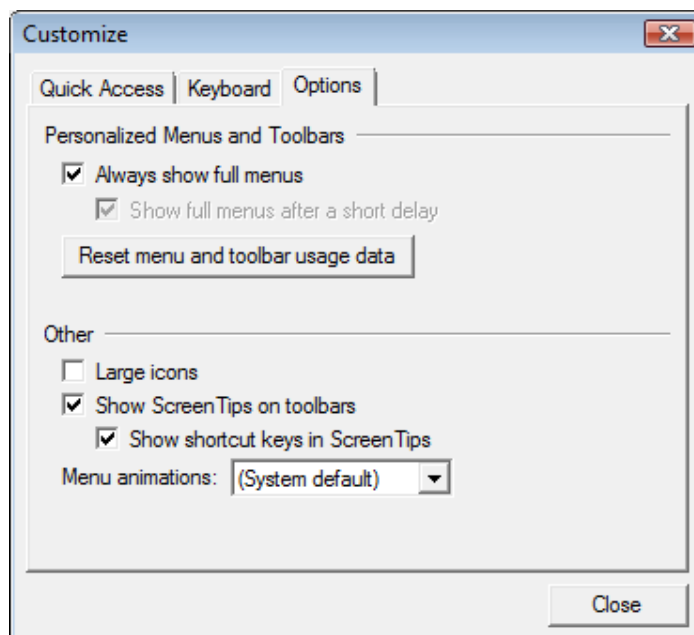 Customize
Quick Access Keyboard Options
Personalized Menus and Toolbars
Always show full menus
Show full menus after a short delay
Reset menu and toolbar usage data
Other
Large icons
Show ScreenTips on toolbars
Show shortcut keys in ScreenTips
Menu animations: (System default)
Close